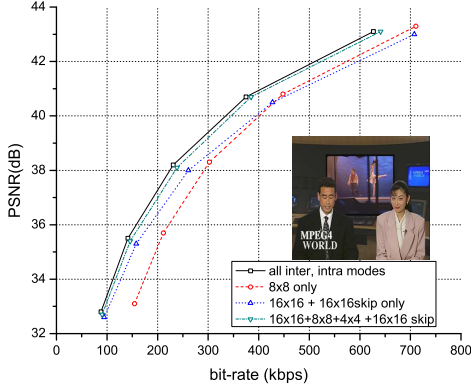 44
42
40
38
36
34
32
PSNR(dB)
MPEG4
WORLD
all inter, intra modes
8x8 only
16x16 + 16x16skip only
16x16+8x8+4x4 +16x16 skip
0 100 200 300 400 500 600 700 800
bit-rate (kbps)